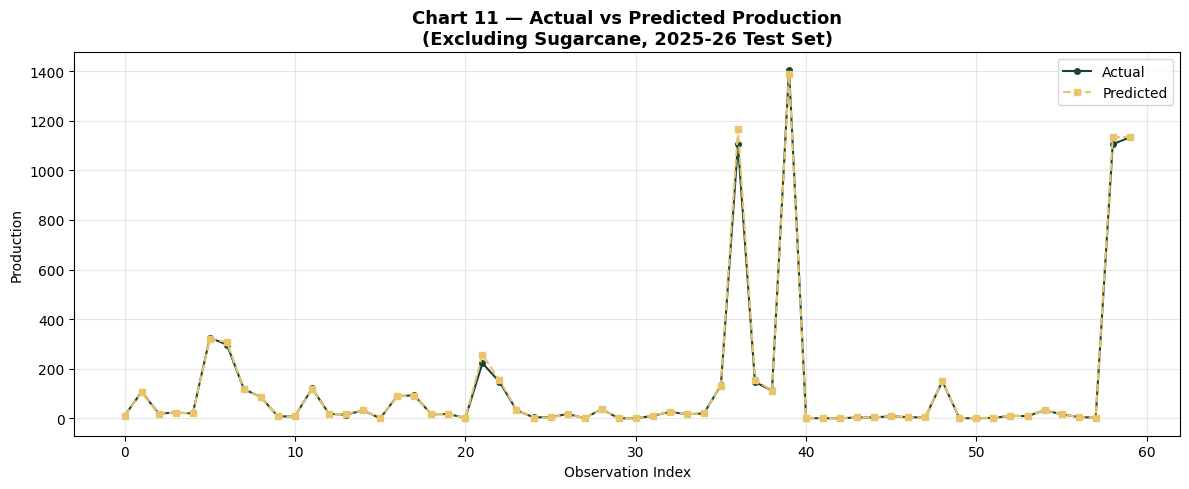 Chart 11 — Actual vs Predicted Production
(Excluding Sugarcane, 2025-26 Test Set)
Actual
Predicted
Production
1400
1200
1000
800
600
400
200
0
0 10 20 30 40 50 60
Observation Index